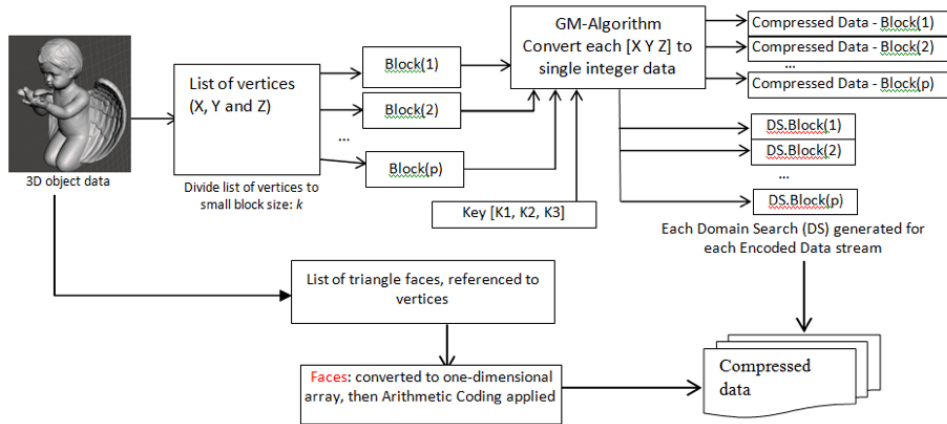 3D object data
List of vertices
(X, Y and Z)
Divide list of vertices to
small block size: k
Block(1)
Block(2)
...
Block(p)
Key [K1, K2, K3]
GM-Algorithm
Convert each [X Y Z] to
single integer data
Compressed Data - Block(1)
Compressed Data - Block(2)
...
Compressed Data - Block(p)
DS.Block(1)
DS.Block(2)
...
DS.Block(p)
Each Domain Search (DS) generated for
each Encoded Data stream
List of triangle faces, referenced to
vertices
Faces: converted to one-dimensional
array, then Arithmetic Coding applied
Compressed
data